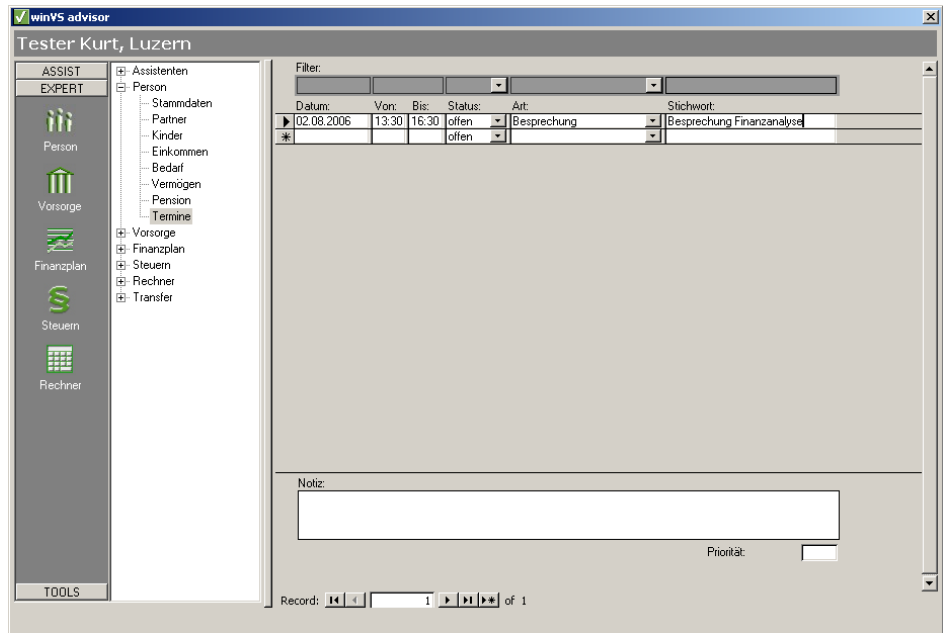 winVS advisor
Tester Kurt, Luzern
ASSIST
EXPERT
Person
Vorsorge
Finanzplan
Steuern
Rechner
TOOLS
Assistenten
Person
Stammdaten
Partner
Kinder
Einkommen
Bedarf
Vermögen
Pension
Termine
Vorsorge
Finanzplan
Steuern
Rechner
Transfer
Filter:
Datum: Von: Bis: Status: Art: Stichwort:
02.08.2006 13:30 16:30 offen Besprechung Besprechung Finanzanalyse
offen
Notiz:
Priorität:
Record: 1 of 1